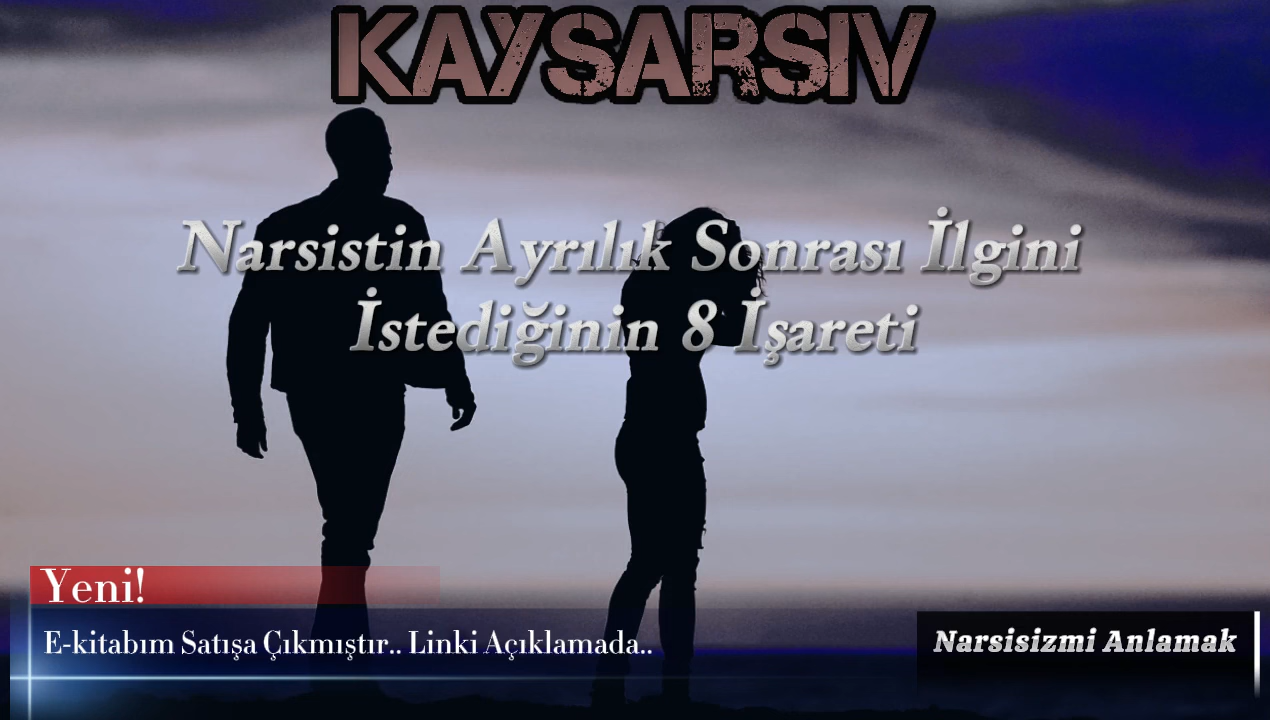 KAYSARSIV
Narsistin Ayrılık Sonrası İlgini
İstediğinin 8 İşareti
Yeni!
E-kitabım Satışa Çıkmıştır.. Linki Açıklamada..
Narsisizmi Anlamak